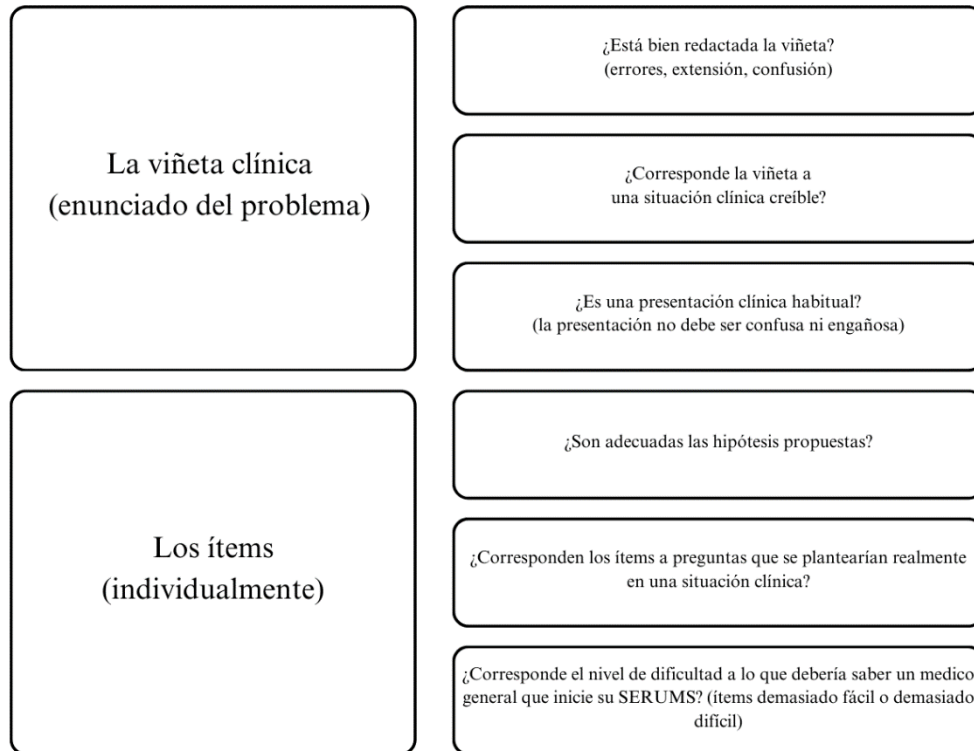 La viñeta clínica
(enunciado del problema)
¿Está bien redactada la viñeta?
(errores, extensión, confusión)
¿Corresponde la viñeta a
una situación clínica creíble?
¿Es una presentación clínica habitual?
(la presentación no debe ser confusa ni engañosa)
Los ítems
(individualmente)
¿Son adecuadas las hipótesis propuestas?
¿Corresponden los ítems a preguntas que se plantearían realmente
en una situación clínica?
¿Corresponde el nivel de dificultad a lo que debería saber un medico
general que inicie su SERUMS? (ítems demasiado fácil o demasiado
difícil)